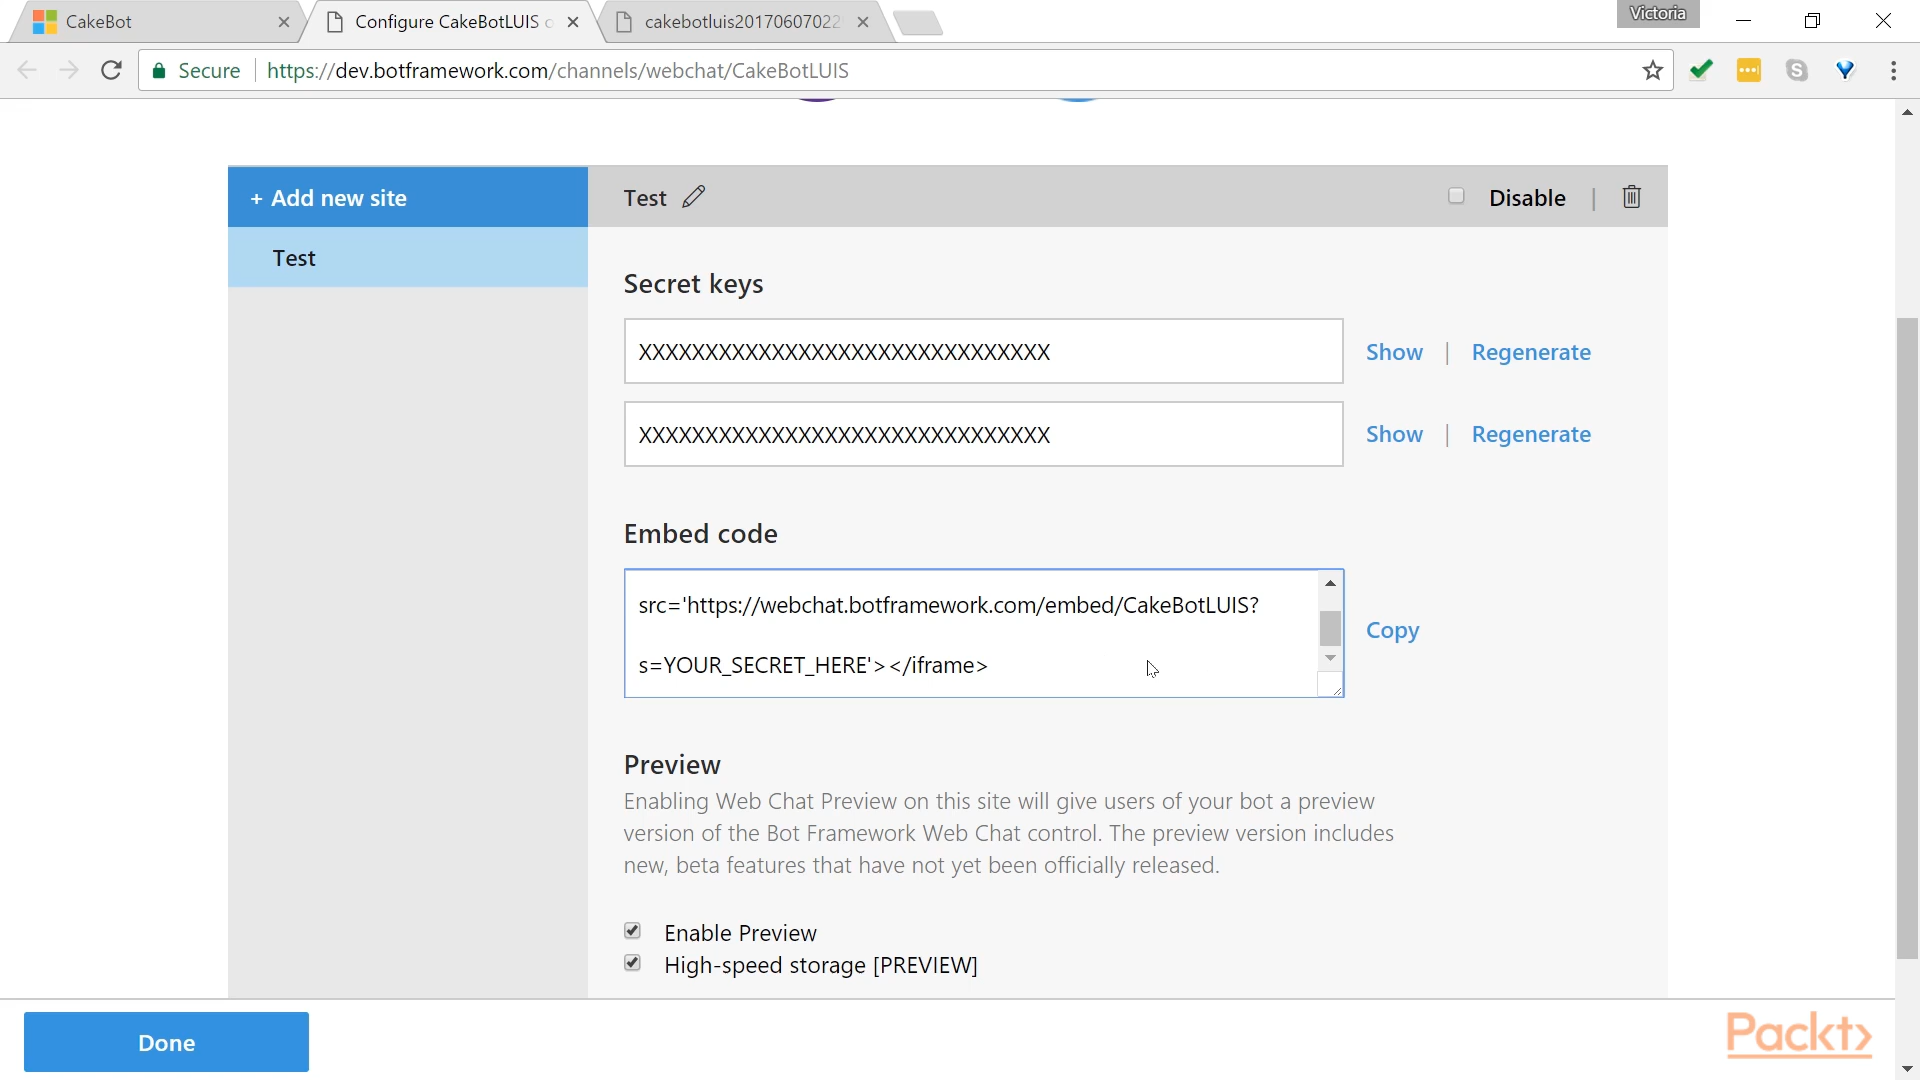 CakeBot
Configure CakeBotLUIS
cakebotluis2017060702
Victoria
Secure
https://dev.botframework.com/channels/webchat/CakeBotLUIS
+ Add new site
Test
Disable
|
Test
Secret keys
XXXXXXXXXXXXXXXXXXXXXXXXXXXXXXX
Show | Regenerate
XXXXXXXXXXXXXXXXXXXXXXXXXXXXXXX
Show | Regenerate
Embed code
src='https://webchat.botframework.com/embed/CakeBotLUIS?
s=YOUR_SECRET_HERE'></iframe>
Copy
Preview
Enabling Web Chat Preview on this site will give users of your bot a preview
version of the Bot Framework Web Chat control. The preview version includes
new, beta features that have not yet been officially released.
Enable Preview
High-speed storage [PREVIEW]
Done
Packt>